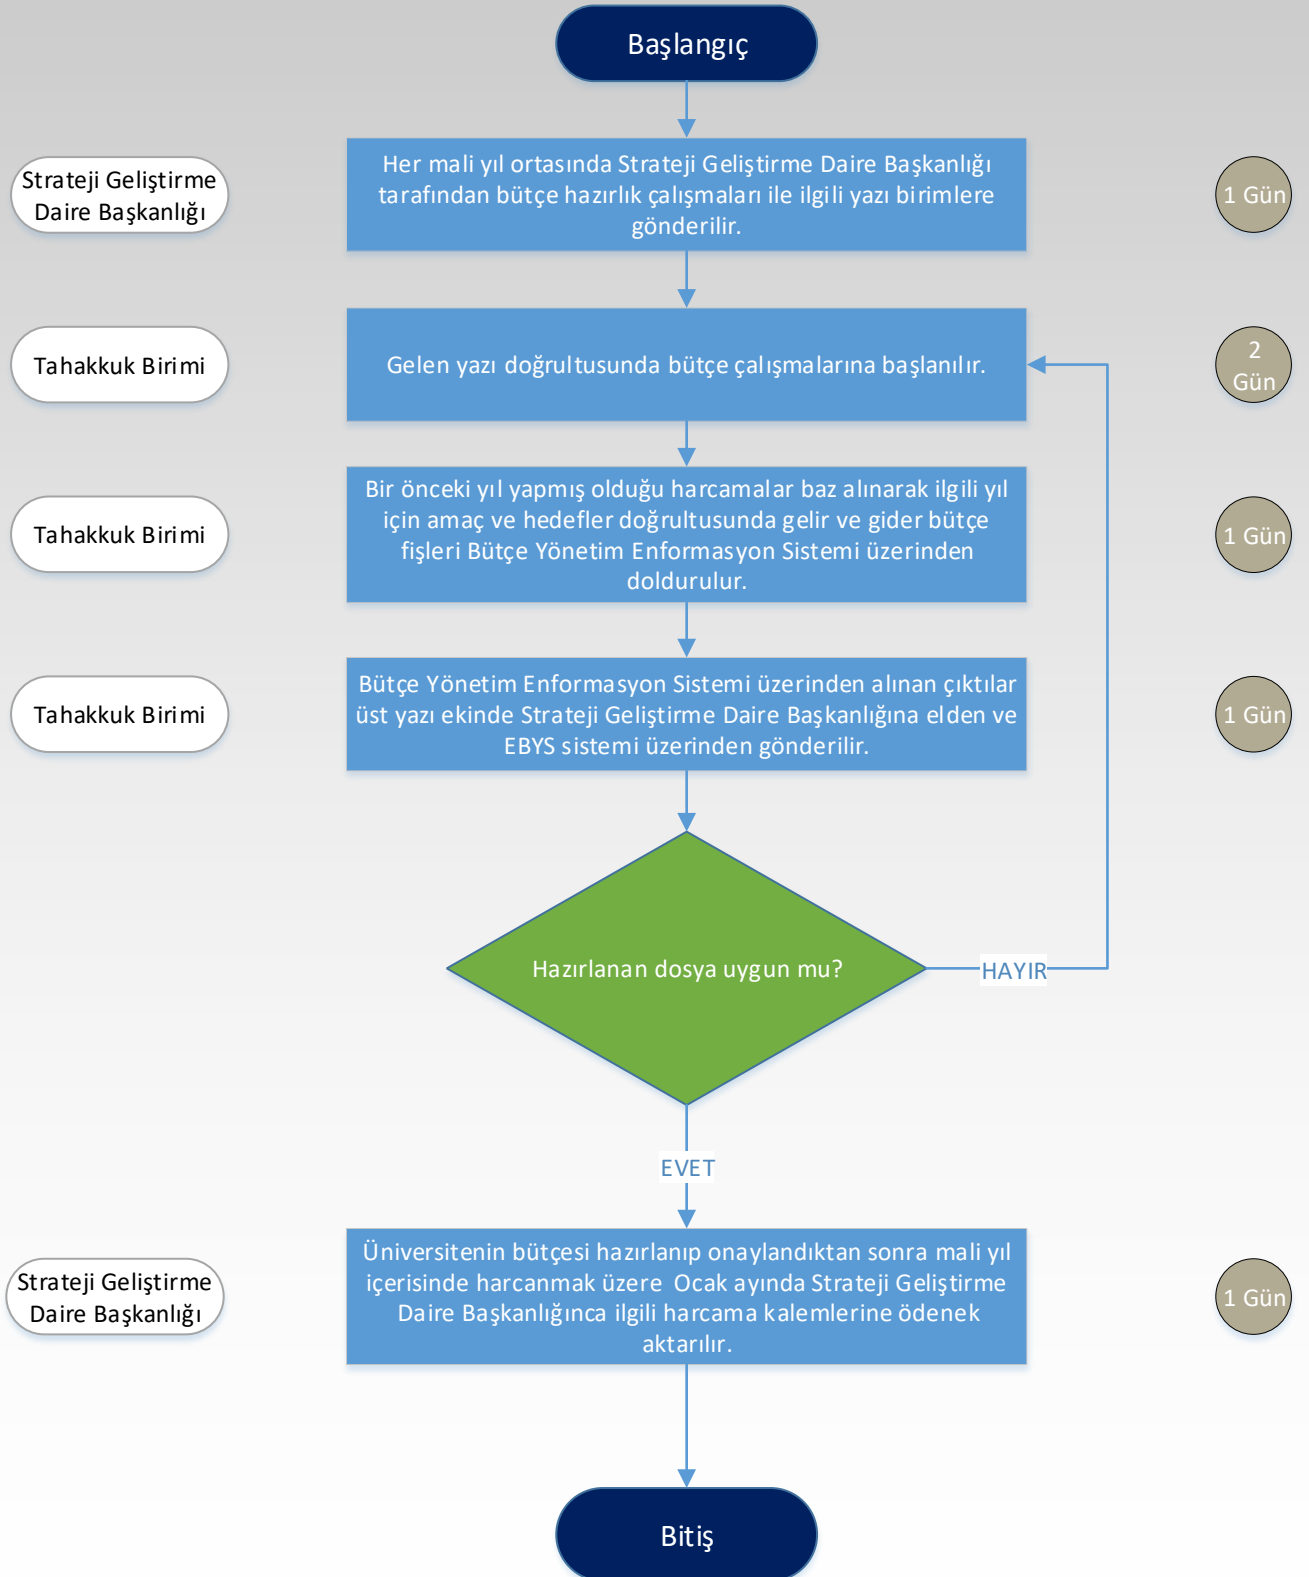 Başlangıç
Strateji Geliştirme
Daire Başkanlığı
Her mali yıl ortasında Strateji Geliştirme Daire Başkanlığı
tarafından bütçe hazırlık çalışmaları ile ilgili yazı birimlere
gönderilir.
1 Gün
Tahakkuk Birimi
Gelen yazı doğrultusunda bütçe çalışmalarına başlanılır.
2
Gün
Tahakkuk Birimi
Bir önceki yıl yapmış olduğu harcamalar baz alınarak ilgili yıl
için amaç ve hedefler doğrultusunda gelir ve gider bütçe
fişleri Bütçe Yönetim Enformasyon Sistemi üzerinden
doldurulur.
1 Gün
Tahakkuk Birimi
Bütçe Yönetim Enformasyon Sistemi üzerinden alınan çıktılar
üst yazı ekinde Strateji Geliştirme Daire Başkanlığına elden ve
EBYS sistemi üzerinden gönderilir.
1 Gün
Hazırlanan dosya uygun mu?
HAYIR
EVET
Strateji Geliştirme
Daire Başkanlığı
Üniversitenin bütçesi hazırlanıp onaylandıktan sonra mali yıl
içerisinde harcanmak üzere Ocak ayında Strateji Geliştirme
Daire Başkanlığınca ilgili harcama kalemlerine ödenek
aktarılır.
1 Gün
Bitiş